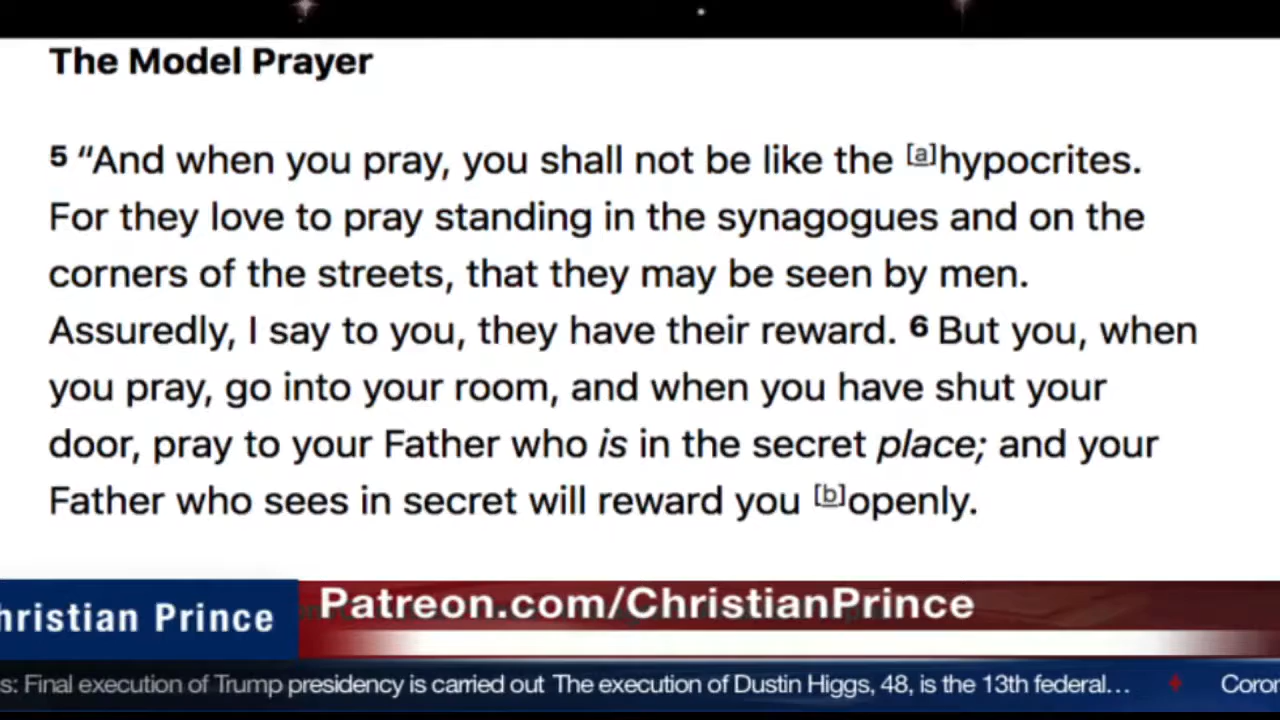 The Model Prayer
5 “And when you pray, you shall not be like the [a]hypocrites.
For they love to pray standing in the synagogues and on the
corners of the streets, that they may be seen by men.
Assuredly, I say to you, they have their reward. 6 But you, when
you pray, go into your room, and when you have shut your
door, pray to your Father who is in the secret place; and your
Father who sees in secret will reward you [b]openly.
hristian Prince
Patreon.com/ChristianPrince
s: Final execution of Trump presidency is carried out The execution of Dustin Higgs, 48, is the 13th federal... Coror